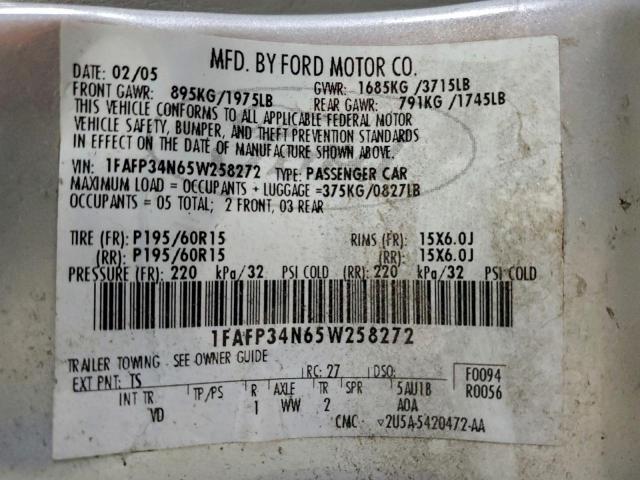 MFD. BY FORD MOTOR CO.
DATE: 02/05
FRONT GAWR: 895KG/1975LB GVWR: 1685KG/3715LB
REAR GAWR: 791KG/1745LB
THIS VEHICLE CONFORMS TO ALL APPLICABLE FEDERAL MOTOR
VEHICLE SAFETY, BUMPER, AND THEFT PREVENTION STANDARDS
IN EFFECT ON THE DATE OF MANUFACTURE SHOWN ABOVE.
VIN: 1FAFP34N65W258272 TYPE: PASSENGER CAR
MAXIMUM LOAD = OCCUPANTS + LUGGAGE =375KG/0827LB
OCCUPANTS = 05 TOTAL; 2 FRONT, 03 REAR
TIRE (FR): P195/60R15 RIMS (FR): 15X6.0J
(RR): P195/60R15 (RR): 15X6.0J
PRESSURE (FR): 220 kPa/32 PSI COLD (RR): 220 kPa/32 PSI COLD
1FAFP34N65W258272
TRAILER TOWING - SEE OWNER GUIDE
EXT PNT: TS RC: 27 DSO: F0094
INT TR TP/PS R AXLE TR SPR 5AU1B R0056
VD 1 WW 2 AOA
CMC ▽2U5A-5420472-AA